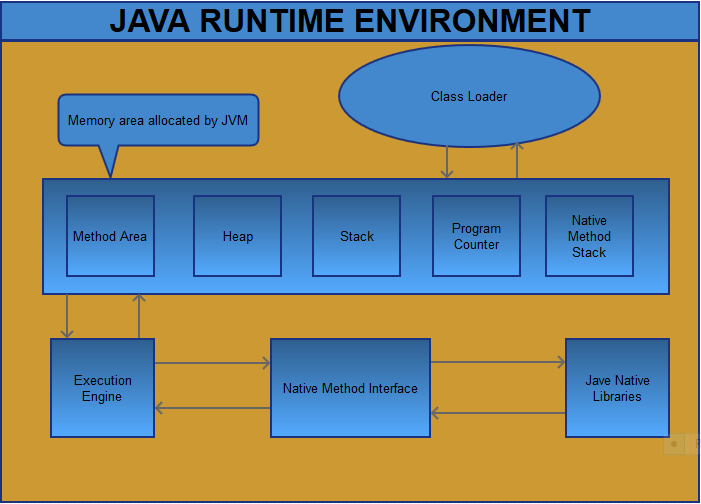 JAVA RUNTIME ENVIRONMENT
Class Loader
Memory area allocated by JVM
Method Area
Heap
Stack
Program
Counter
Native
Method
Stack
Execution
Engine
Native Method Interface
Jave Native
Libraries